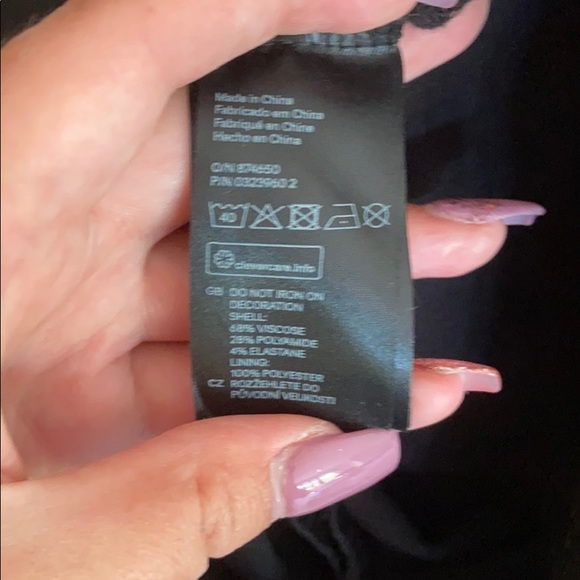 Made in China
Fabricado em China
Fabriqué en Chine
Hecho en China
O/N 874650
P/N 0323960 2
40
clevercare.info
GB DO NOT IRON ON
DECORATION
SHELL:
68% VISCOSE
28% POLYAMIDE
4% ELASTANE
LINING:
100% POLYESTER
CZ ROZŽEHLETE DO
PŮVODNÍ VELIKOSTI